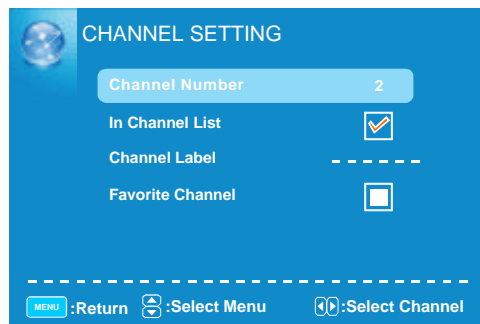 CHANNEL SETTING
Channel Number 2
In Channel List
Channel Label - - - - - -
Favorite Channel
MENU :Return :Select Menu :Select Channel